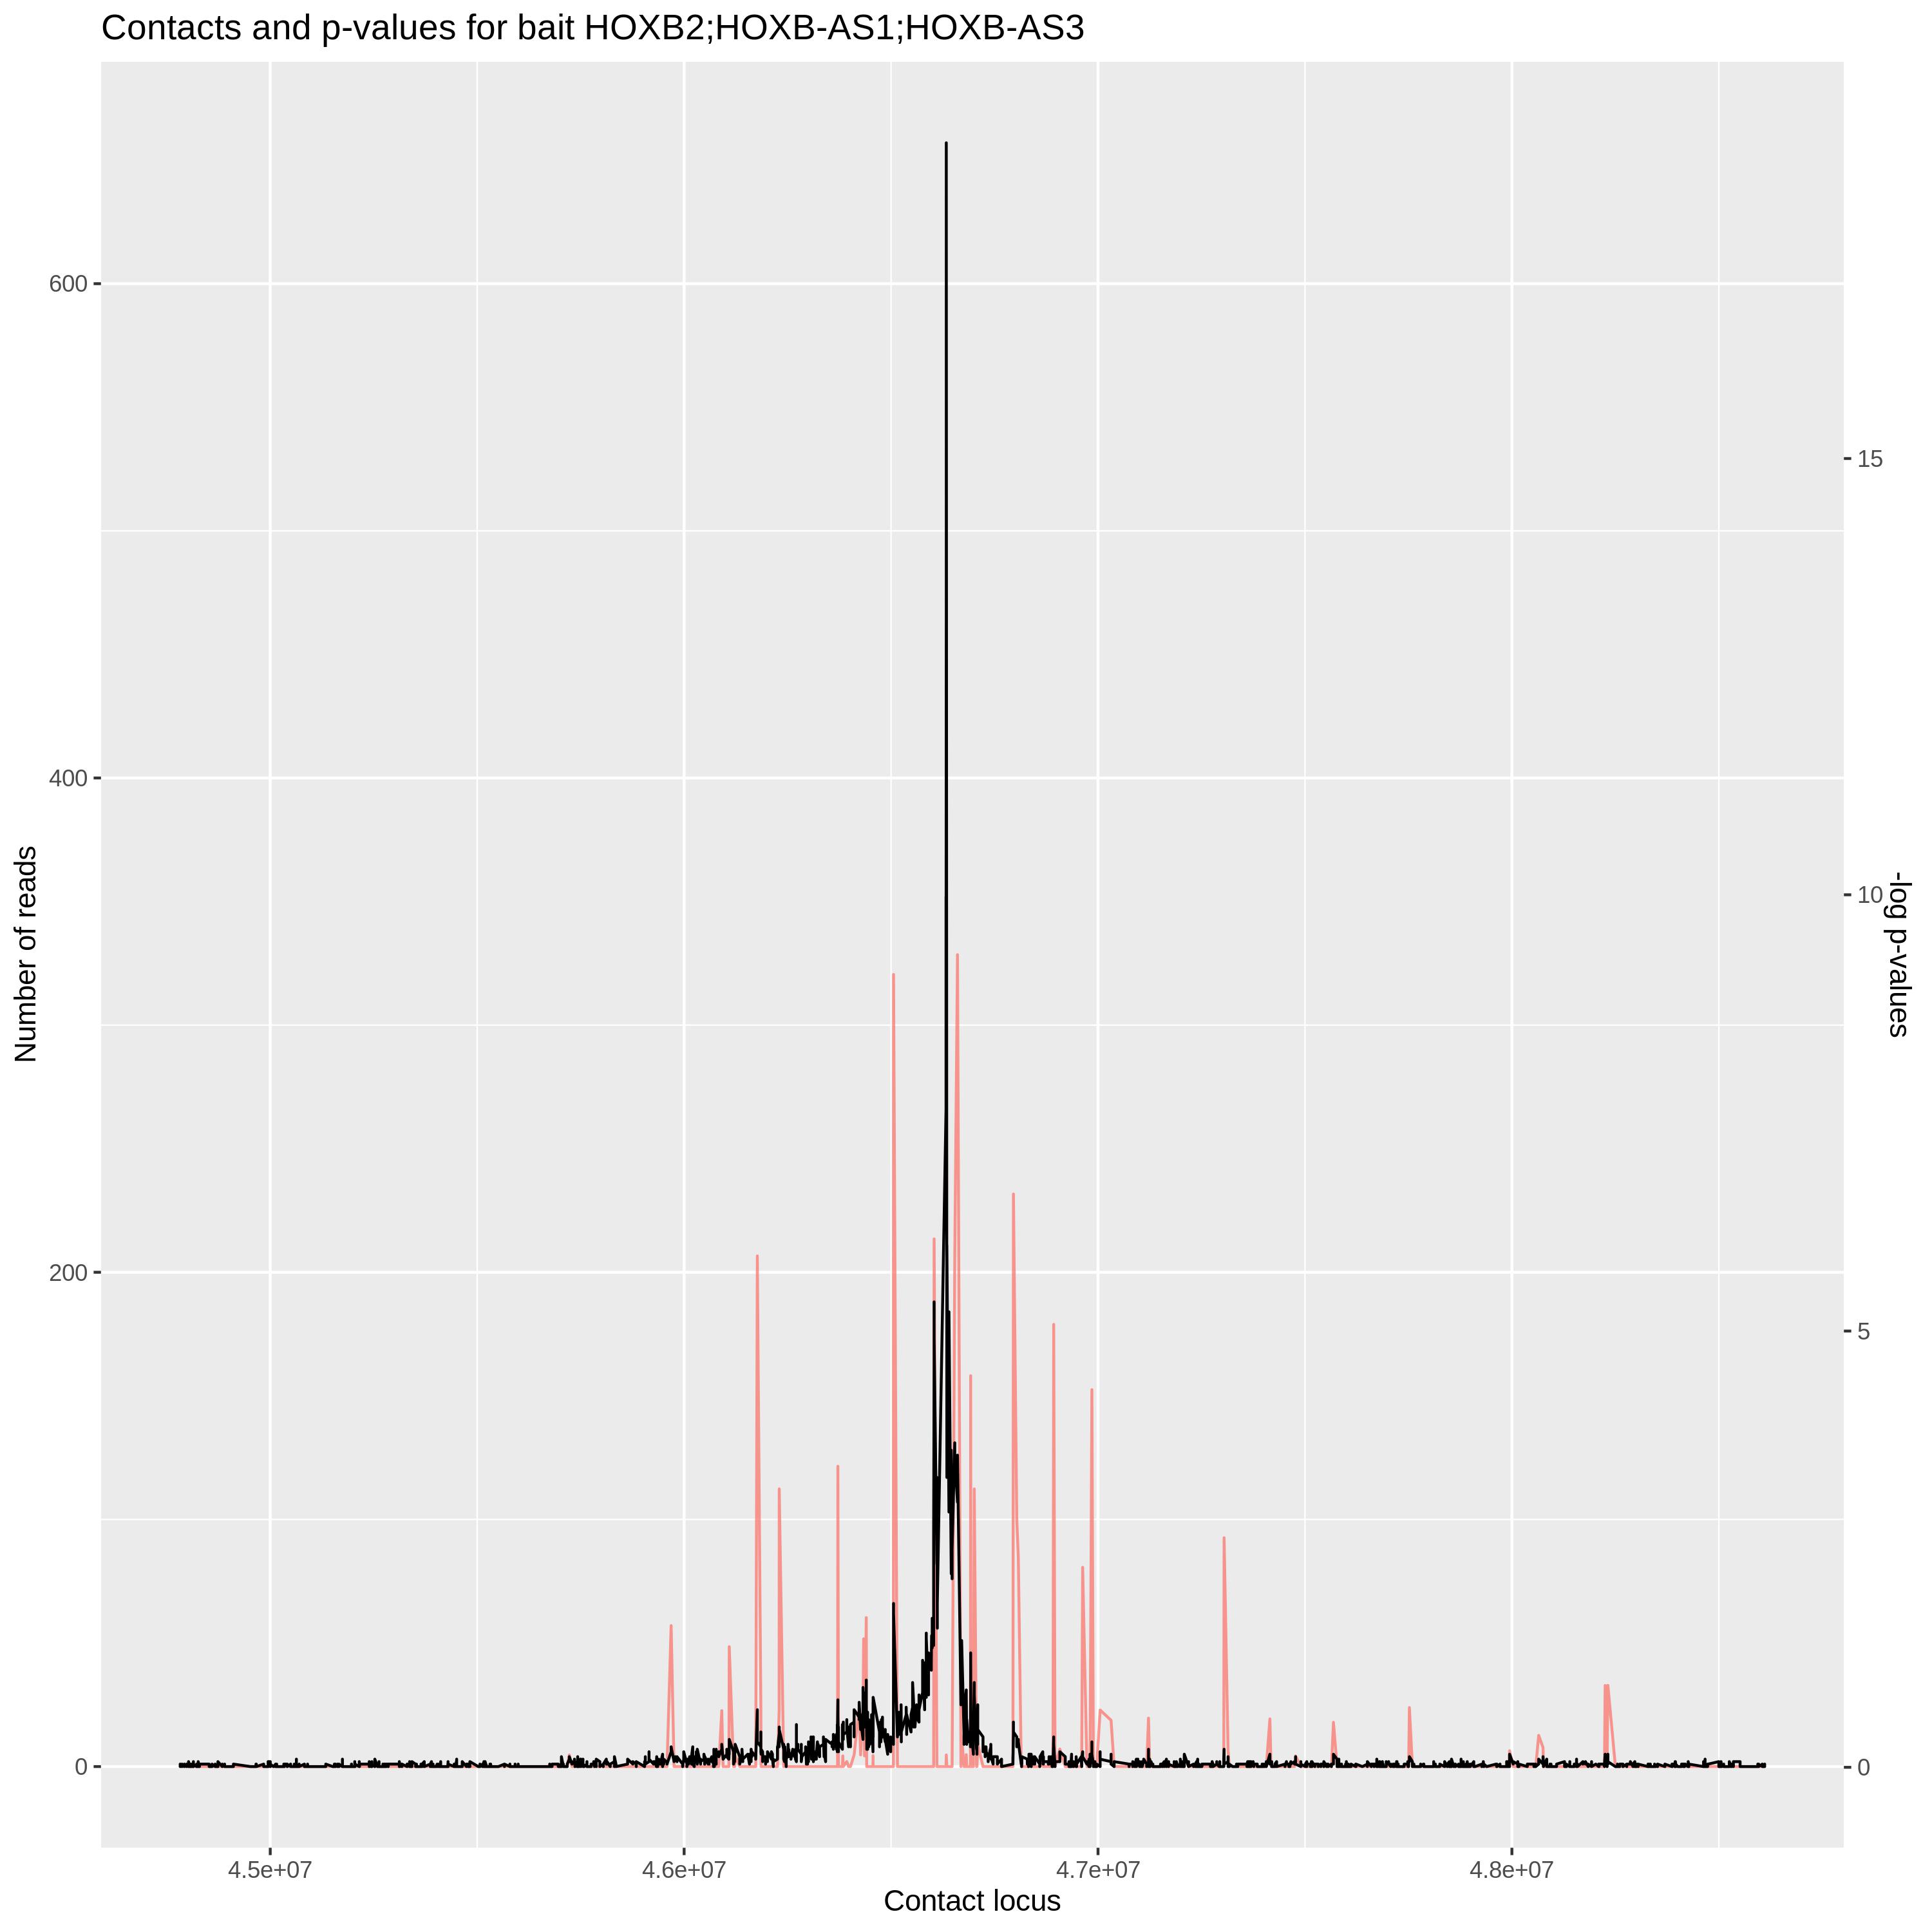 Contacts and p-values for bait HOXB2;HOXB-AS1;HOXB-AS3
Number of reads
600
400
200
0
15
10
5
0
-log p-values
4.5e+07
4.6e+07
4.7e+07
4.8e+07
Contact locus